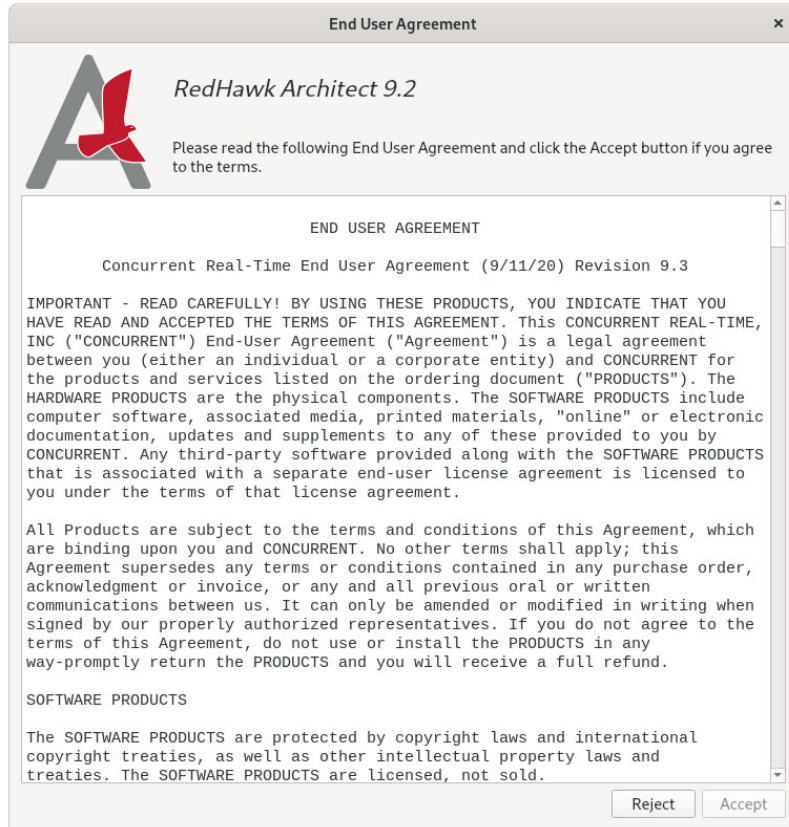 End User Agreement
×
RedHawk Architect 9.2
Please read the following End User Agreement and click the Accept button if you agree
to the terms.
END USER AGREEMENT
Concurrent Real-Time End User Agreement (9/11/20) Revision 9.3
IMPORTANT - READ CAREFULLY! BY USING THESE PRODUCTS, YOU INDICATE THAT YOU
HAVE READ AND ACCEPTED THE TERMS OF THIS AGREEMENT. This CONCURRENT REAL-TIME,
INC ("CONCURRENT") End-User Agreement ("Agreement") is a legal agreement
between you (either an individual or a corporate entity) and CONCURRENT for
the products and services listed on the ordering document ("PRODUCTS"). The
HARDWARE PRODUCTS are the physical components. The SOFTWARE PRODUCTS include
computer software, associated media, printed materials, "online" or electronic
documentation, updates and supplements to any of these provided to you by
CONCURRENT. Any third-party software provided along with the SOFTWARE PRODUCTS
that is associated with a separate end-user license agreement is licensed to
you under the terms of that license agreement.
All Products are subject to the terms and conditions of this Agreement, which
are binding upon you and CONCURRENT. No other terms shall apply; this
Agreement supersedes any terms or conditions contained in any purchase order,
acknowledgment or invoice, or any and all previous oral or written
communications between us. It can only be amended or modified in writing when
signed by our properly authorized representatives. If you do not agree to the
terms of this Agreement, do not use or install the PRODUCTS in any
way-promptly return the PRODUCTS and you will receive a full refund.
SOFTWARE PRODUCTS
The SOFTWARE PRODUCTS are protected by copyright laws and international
copyright treaties, as well as other intellectual property laws and
treaties. The SOFTWARE PRODUCTS are licensed, not sold.
Reject Accept